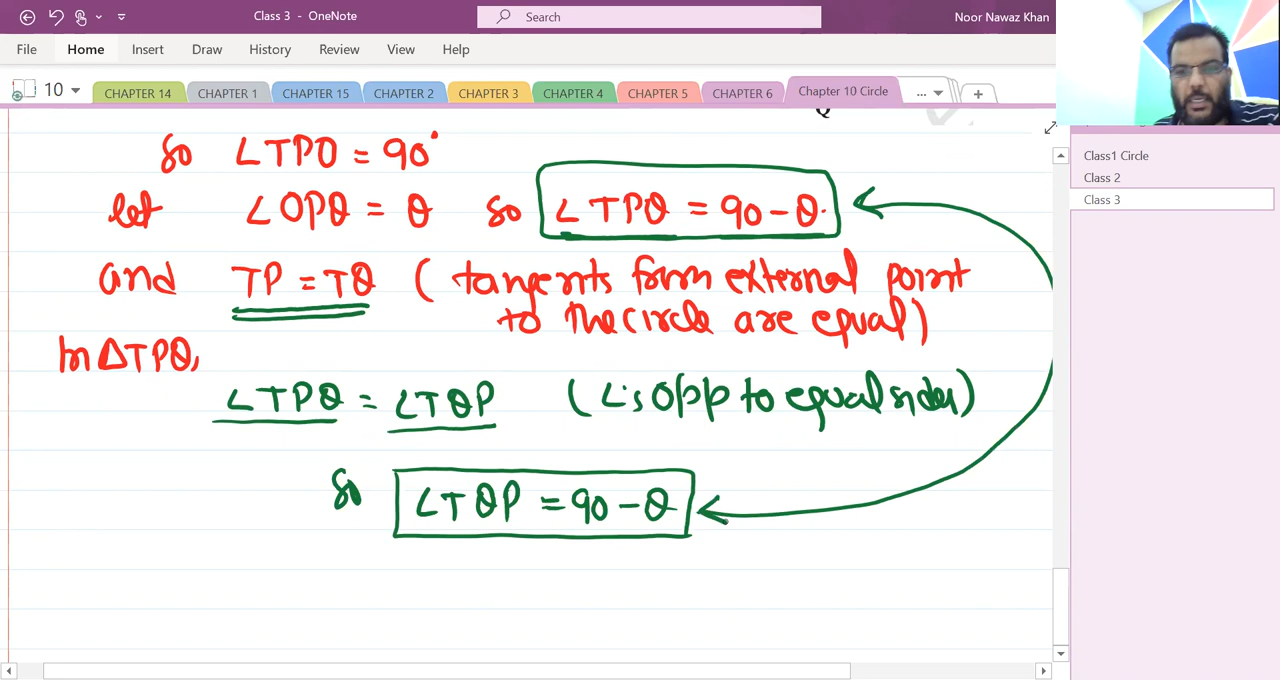 Class 3 - OneNote
Search
Noor Nawaz Khan
File Home Insert Draw History Review View Help
10 CHAPTER 14 CHAPTER 1 CHAPTER 15 CHAPTER 2 CHAPTER 3 CHAPTER 4 CHAPTER 5 CHAPTER 6 Chapter 10 Circle ... +
Q
Class1 Circle
Class 2
Class 3
so ∠TPO = 90°
let ∠OPQ = θ so ∠TPQ = 90 - θ.
and TP = TQ ( tangents from external point
to the circle are equal)
In ΔTPQ,
∠TPQ = ∠TQP (∠'s opp to equal sides)
so ∠TQP = 90 - θ